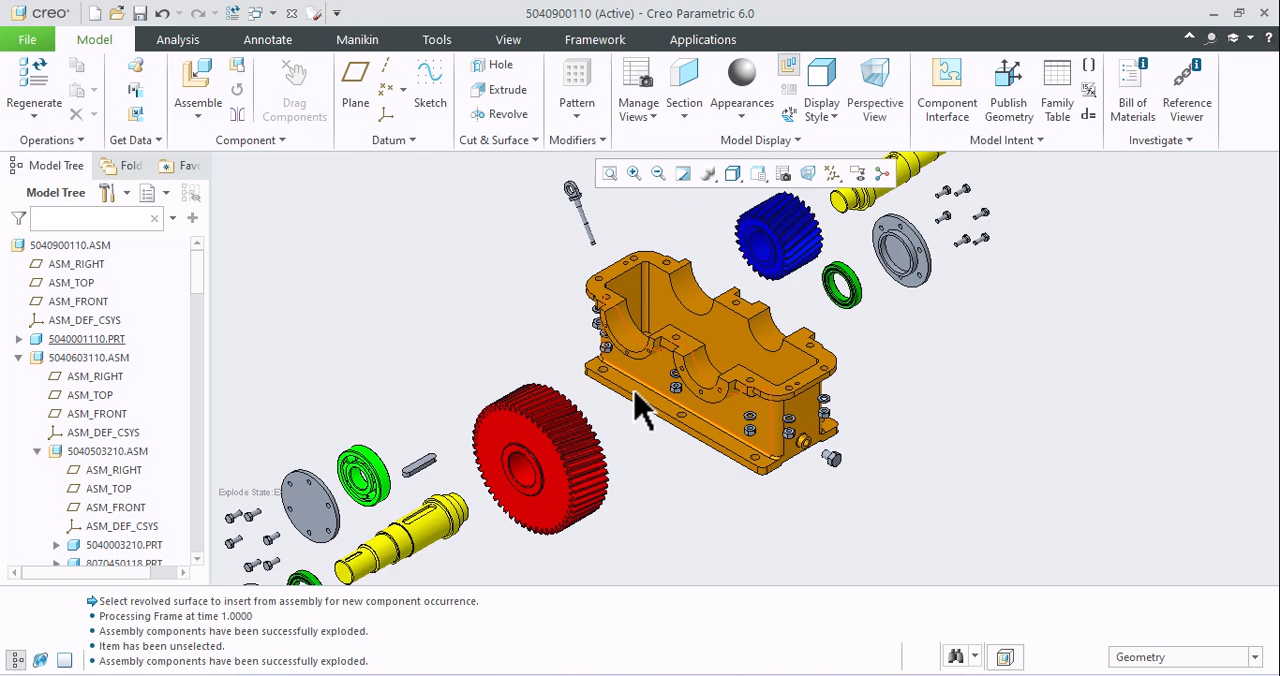 creo®
5040900110 (Active) - Creo Parametric 6.0
File Model Analysis Annotate Manikin Tools View Framework Applications
Regenerate
Operations
Get Data
Assemble
Drag Components
Component
Plane
Sketch
Datum
Hole
Extrude
Revolve
Cut & Surface
Pattern
Modifiers
Manage Views
Section
Appearances
Display Style
Perspective View
Model Display
Component Interface
Publish Geometry
Family Table
d=
Model Intent
Bill of Materials
Reference Viewer
Investigate
Model Tree Fold Favo
Model Tree
5040900110.ASM
ASM_RIGHT
ASM_TOP
ASM_FRONT
ASM_DEF_CSYS
5040001110.PRT
5040603110.ASM
ASM_RIGHT
ASM_TOP
ASM_FRONT
ASM_DEF_CSYS
5040503210.ASM
ASM_RIGHT
ASM_TOP
ASM_FRONT
ASM_DEF_CSYS
5040003210.PRT
8070450118.PRT
Explode State:E
Select revolved surface to insert from assembly for new component occurrence.
Processing Frame at time 1.0000
Assembly components have been successfully exploded.
Item has been unselected.
Assembly components have been successfully exploded.
Geometry